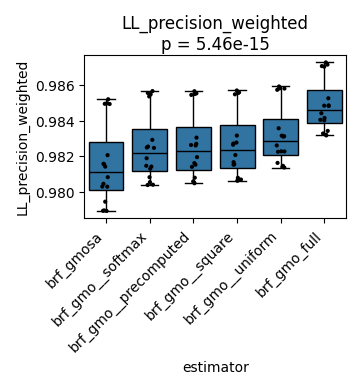 LL_precision_weighted
p = 5.46e-15
LL_precision_weighted
0.986
0.984
0.982
0.980
brf_gmosa
brf_gmo__softmax
brf_gmo__precomputed
brf_gmo__square
brf_gmo__uniform
brf_gmo_full
estimator